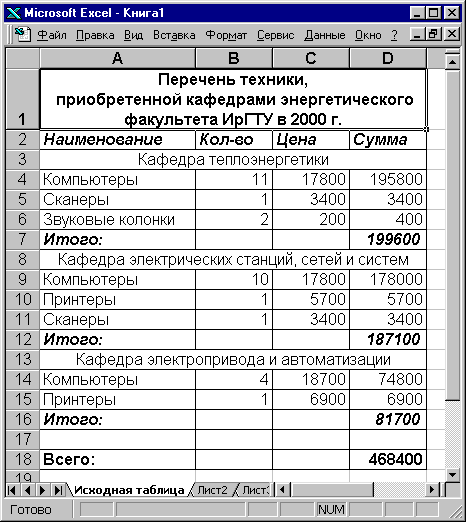 Microsoft Excel - Книга1
Файл Правка Вид Вставка Формат Сервис Данные Окно ?
A B C D
1 Перечень техники,
приобретенной кафедрами энергетического
факультета ИрГТУ в 2000 г.
2 Наименование Кол-во Цена Сумма
3 Кафедра теплоэнергетики
4 Компьютеры 11 17800 195800
5 Сканеры 1 3400 3400
6 Звуковые колонки 2 200 400
7 Итого: 199600
8 Кафедра электрических станций, сетей и систем
9 Компьютеры 10 17800 178000
10 Принтеры 1 5700 5700
11 Сканеры 1 3400 3400
12 Итого: 187100
13 Кафедра электропривода и автоматизации
14 Компьютеры 4 18700 74800
15 Принтеры 1 6900 6900
16 Итого: 81700
17
18 Всего: 468400
19
Исходная таблица Лист2 Лист
Готово NUM